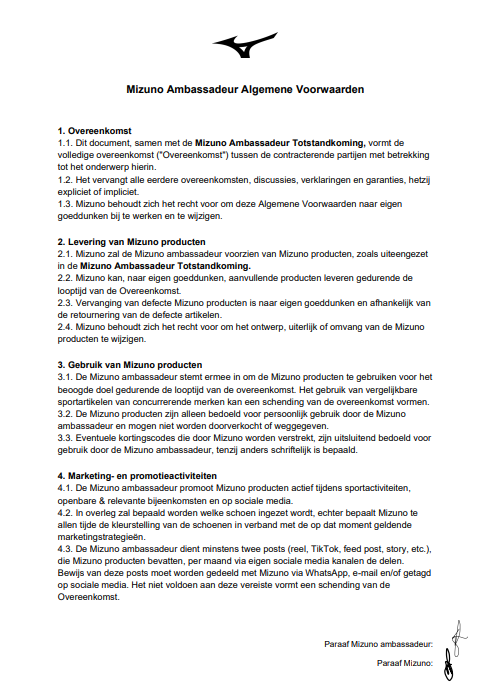 Mizuno Ambassadeur Algemene Voorwaarden
1. Overeenkomst
1.1. Dit document, samen met de Mizuno Ambassadeur Totstandkoming, vormt de
volledige overeenkomst ("Overeenkomst") tussen de contracterende partijen met betrekking
tot het onderwerp hierin.
1.2. Het vervangt alle eerdere overeenkomsten, discussies, verklaringen en garanties, hetzij
expliciet of impliciet.
1.3. Mizuno behoudt zich het recht voor om deze Algemene Voorwaarden naar eigen
goeddunken bij te werken en te wijzigen.
2. Levering van Mizuno producten
2.1. Mizuno zal de Mizuno ambassadeur voorzien van Mizuno producten, zoals uiteengezet
in de Mizuno Ambassadeur Totstandkoming.
2.2. Mizuno kan, naar eigen goeddunken, aanvullende producten leveren gedurende de
looptijd van de Overeenkomst.
2.3. Vervanging van defecte Mizuno producten is naar eigen goeddunken en afhankelijk van
de retournering van de defecte artikelen.
2.4. Mizuno behoudt zich het recht voor om het ontwerp, uiterlijk of omvang van de Mizuno
producten te wijzigen.
3. Gebruik van Mizuno producten
3.1. De Mizuno ambassadeur stemt ermee in om de Mizuno producten te gebruiken voor het
beoogde doel gedurende de looptijd van de overeenkomst. Het gebruik van vergelijkbare
sportartikelen van concurrerende merken kan een schending van de overeenkomst vormen.
3.2. De Mizuno producten zijn alleen bedoeld voor persoonlijk gebruik door de Mizuno
ambassadeur en mogen niet worden doorverkocht of weggegeven.
3.3. Eventuele kortingscodes die door Mizuno worden verstrekt, zijn uitsluitend bedoeld voor
gebruik door de Mizuno ambassadeur, tenzij anders schriftelijk is bepaald.
4. Marketing- en promotieactiviteiten
4.1. De Mizuno ambassadeur promoot Mizuno producten actief tijdens sportactiviteiten,
openbare & relevante bijeenkomsten en op sociale media.
4.2. In overleg zal bepaald worden welke schoen ingezet wordt, echter bepaalt Mizuno te
allen tijde de kleurstelling van de schoenen in verband met de op dat moment geldende
marketingstrategieën.
4.3. De Mizuno ambassadeur dient minstens twee posts (reel, TikTok, feed post, story, etc.),
die Mizuno producten bevatten, per maand via eigen sociale media kanalen de delen.
Bewijs van deze posts moet worden gedeeld met Mizuno via WhatsApp, e-mail en/of getagd
op sociale media. Het niet voldoen aan deze vereiste vormt een schending van de
Overeenkomst.
Paraaf Mizuno ambassadeur:
Paraaf Mizuno: